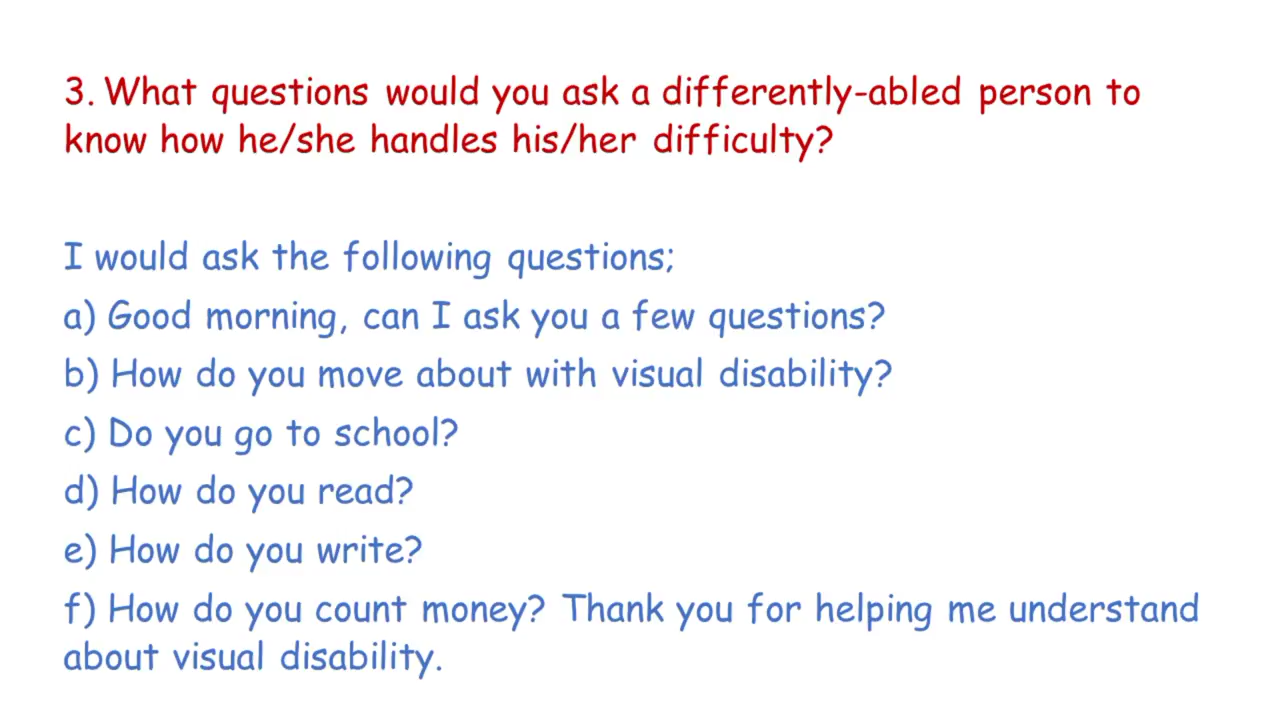 3. What questions would you ask a differently-abled person to
know how he/she handles his/her difficulty?
I would ask the following questions;
a) Good morning, can I ask you a few questions?
b) How do you move about with visual disability?
c) Do you go to school?
d) How do you read?
e) How do you write?
f) How do you count money? Thank you for helping me understand
about visual disability.